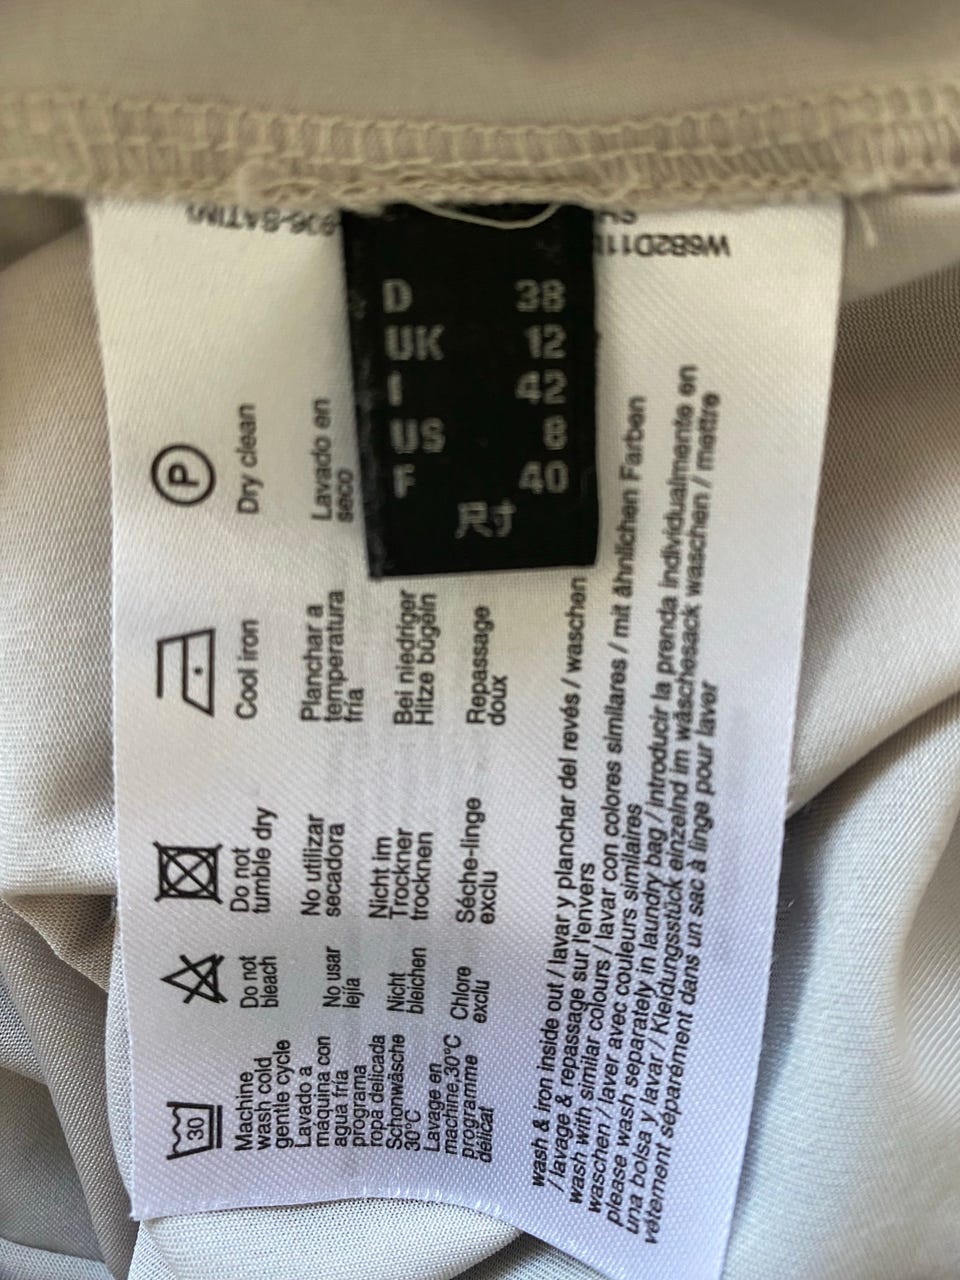 D 38
UK 12
I 42
US 8
F 40
尺寸
30
Machine
wash cold
gentle cycle
Lavado a
máquina con
agua fría
programa
ropa delicada
Schonwäsche
30°C
Lavage en
machine,30°C
programme
délicat
Do not
bleach
No usar
lejía
Nicht
bleichen
Chlore
exclu
Do not
tumble dry
No utilizar
secadora
Nicht im
Trockner
trocknen
Séche-linge
exclu
Cool iron
Planchar a
temperatura
fría
Bei niedriger
Hitze bügeln
Repassage
doux
P
Dry clean
Lavado en
seco
wash & iron inside out / lavar y planchar del revés / waschen
/ lavage & repassage sur l'envers
wash with similar colours / lavar con colores similares / mit ähnlichen Farben
waschen / laver avec couleurs similaires
please wash separately in laundry bag / introducir la prenda individualmente en
una bolsa y lavar / Kleidungsstück einzelnd im wäschesack waschen / mettre
vêtement séparément dans un sac à linge pour laver